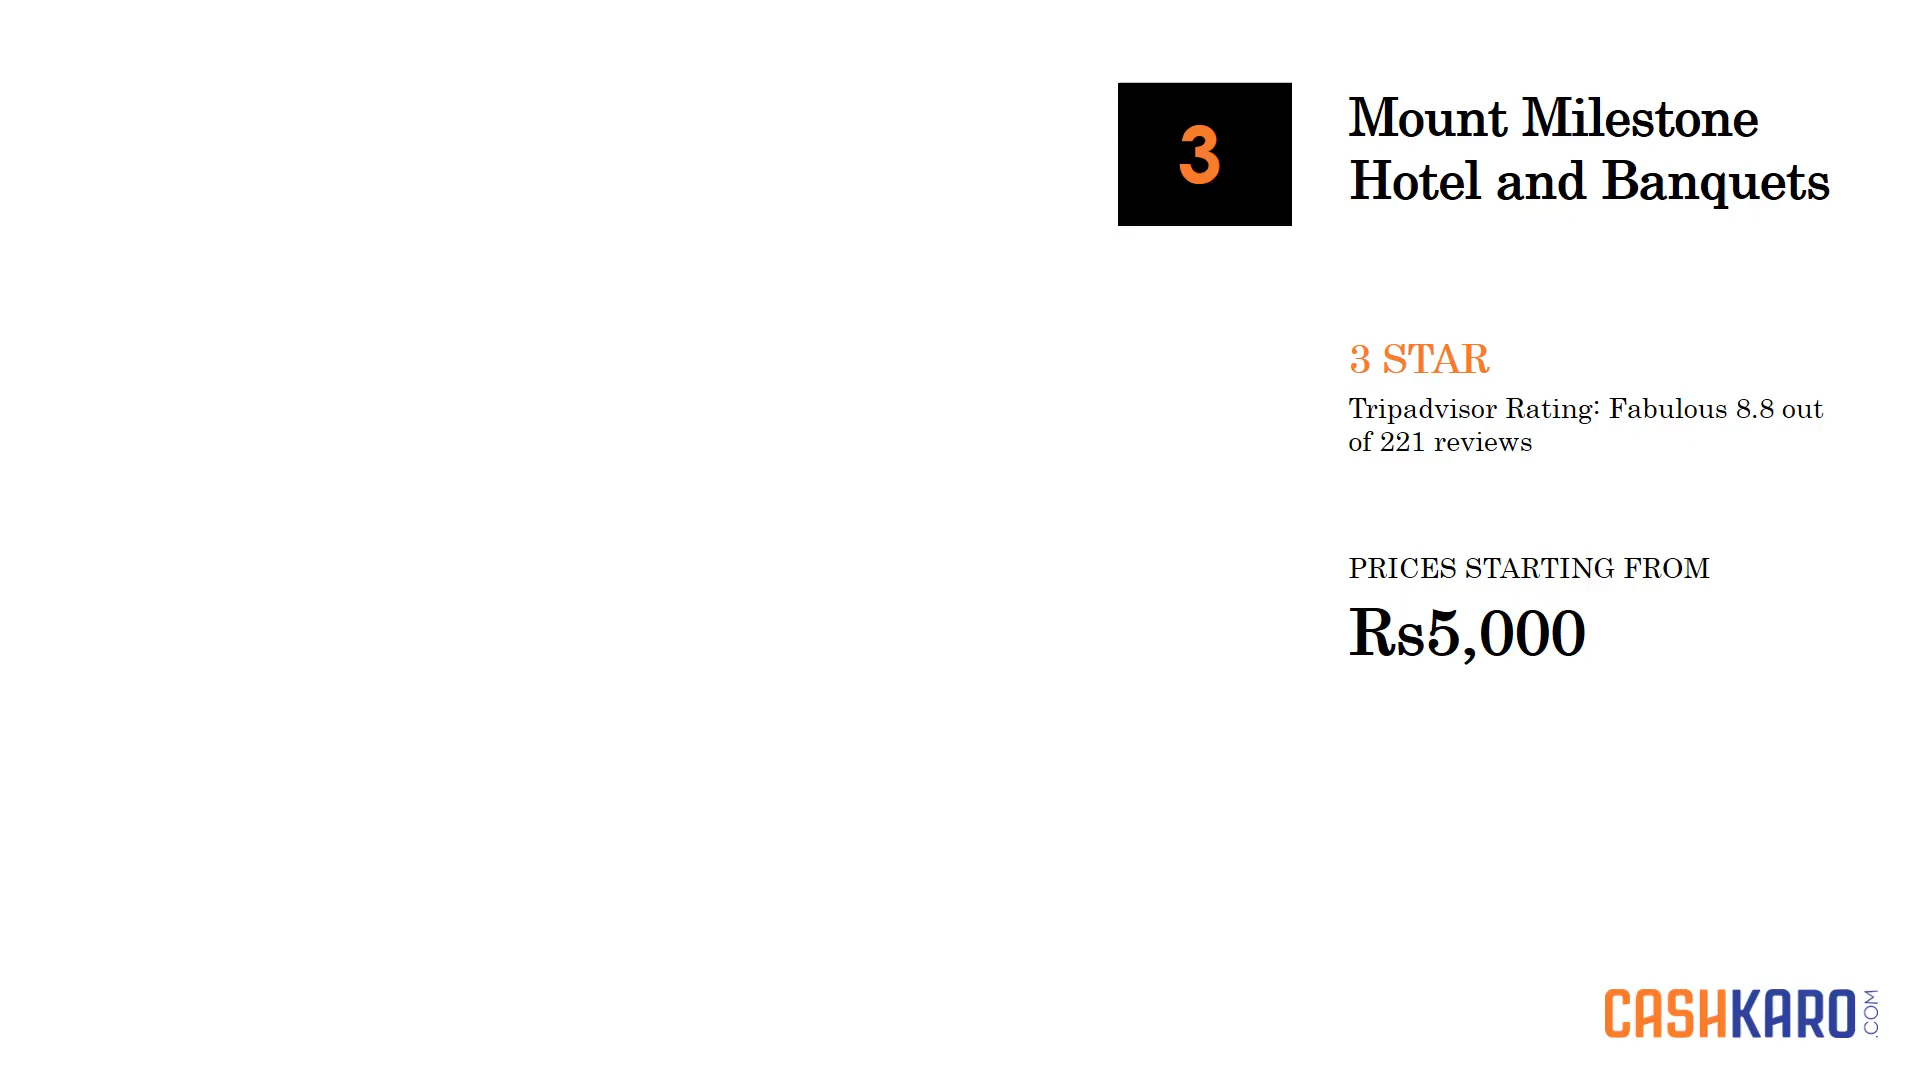 3
Mount Milestone
Hotel and Banquets
3 STAR
Tripadvisor Rating: Fabulous 8.8 out
of 221 reviews
PRICES STARTING FROM
Rs5,000
CASHKARO.COM